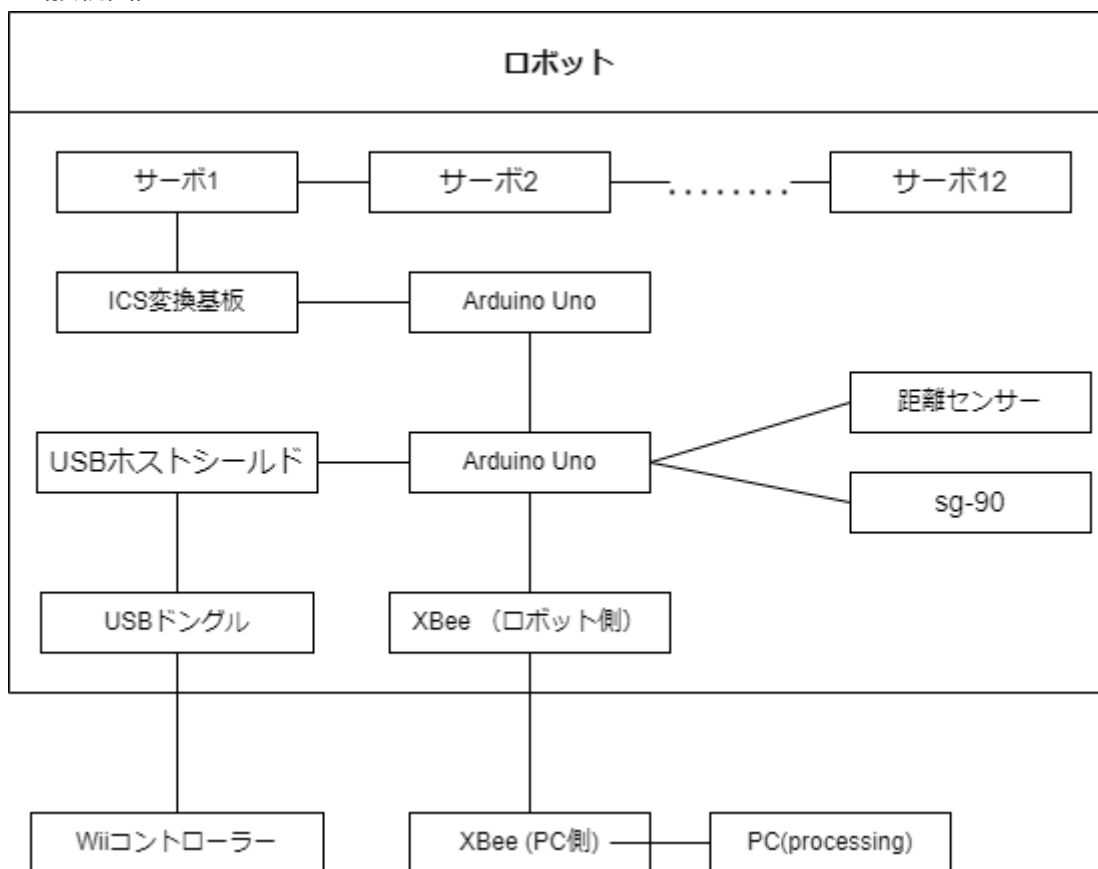 ロボット
サーボ1
サーボ2
........
サーボ12
ICS変換基板
Arduino Uno
距離センサー
USBホストシールド
Arduino Uno
sg-90
USBドングル
XBee （ロボット側）
Wiiコントローラー
XBee (PC側)
PC(processing)